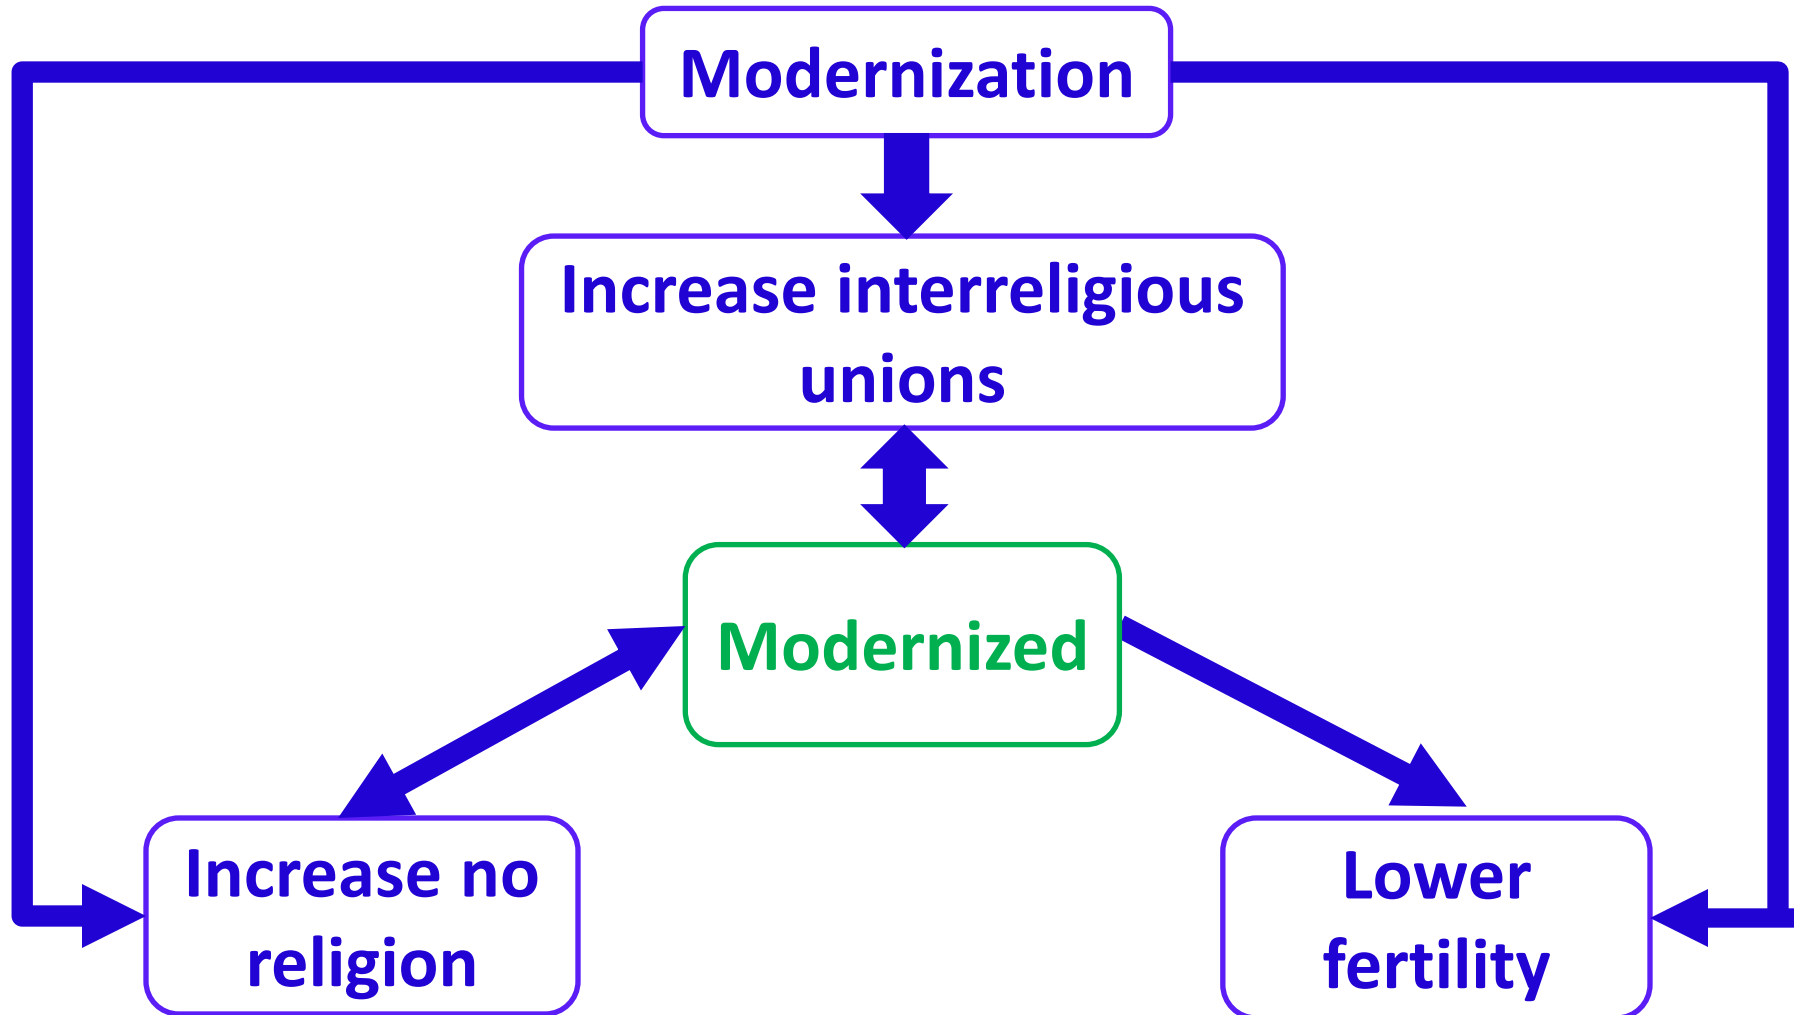 Modernization
Increase interreligious
unions
Modernized
Increase no
religion
Lower
fertility